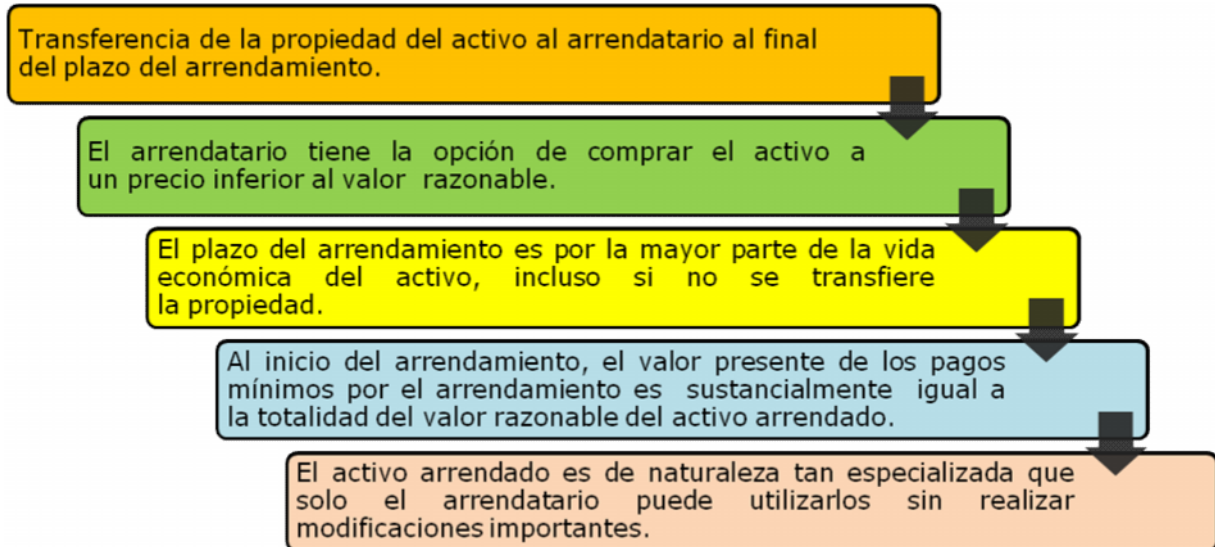 Transferencia de la propiedad del activo al arrendatario al final
del plazo del arrendamiento.
El arrendatario tiene la opción de comprar el activo a
un precio inferior al valor razonable.
El plazo del arrendamiento es por la mayor parte de la vida
económica del activo, incluso si no se transfiere
la propiedad.
Al inicio del arrendamiento, el valor presente de los pagos
mínimos por el arrendamiento es sustancialmente igual a
la totalidad del valor razonable del activo arrendado.
El activo arrendado es de naturaleza tan especializada que
solo el arrendatario puede utilizarlos sin realizar
modificaciones importantes.